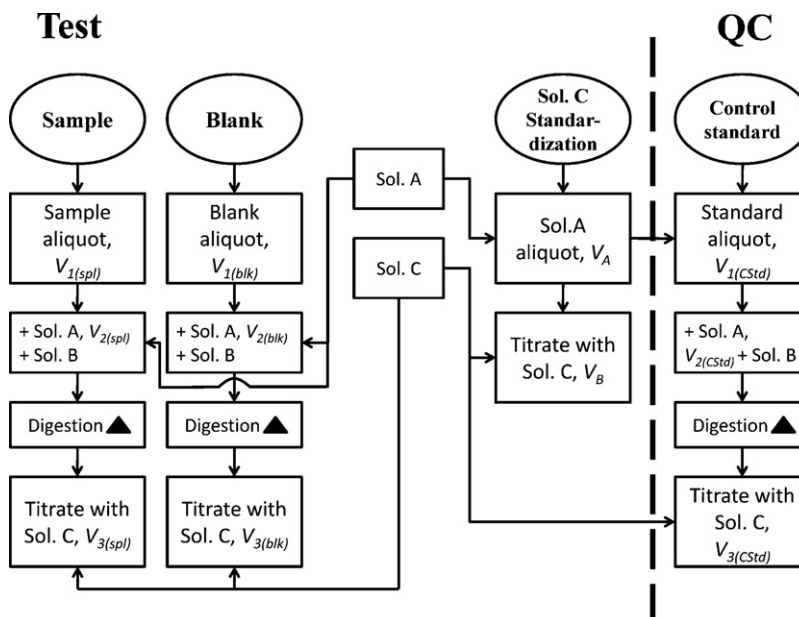 Test
QC
Sample
Blank
Sol. C
Standar-
dization
Control
standard
Sample
aliquot,
V1(spl)
Blank
aliquot,
V1(blk)
Sol. A
Sol.A
aliquot, VA
Standard
aliquot,
V1(CStd)
Sol. C
+ Sol. A, V2(spl)
+ Sol. B
+ Sol. A, V2(blk)
+ Sol. B
Titrate with
Sol. C, VB
+ Sol. A,
V2(CStd) + Sol. B
Digestion
Digestion
Digestion
Titrate with
Sol. C, V3(spl)
Titrate with
Sol. C, V3(blk)
Titrate with
Sol. C,
V3(CStd)